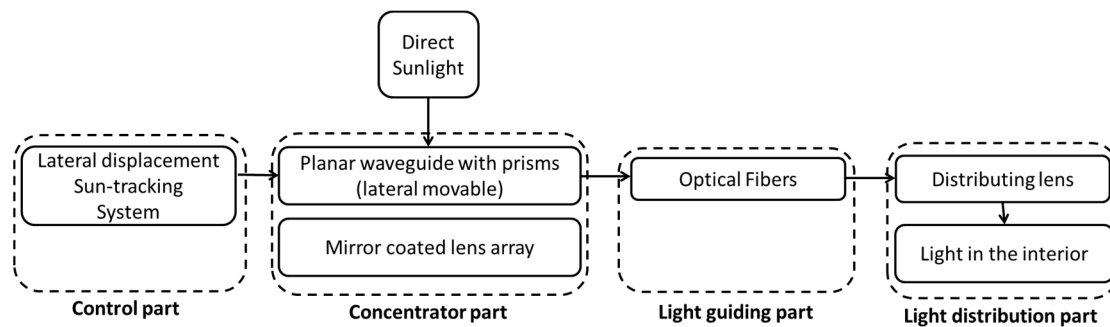 Direct
Sunlight
Lateral displacement
Sun-tracking
System
Planar waveguide with prisms
(lateral movable)
Mirror coated lens array
Optical Fibers
Distributing lens
Light in the interior
Control part
Concentrator part
Light guiding part
Light distribution part